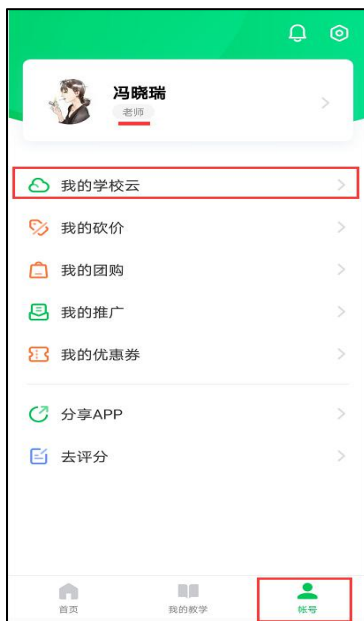 冯晓瑞
老师
我的学校云
我的砍价
我的团购
我的推广
我的优惠券
分享APP
去评分
首页
我的教学
帐号